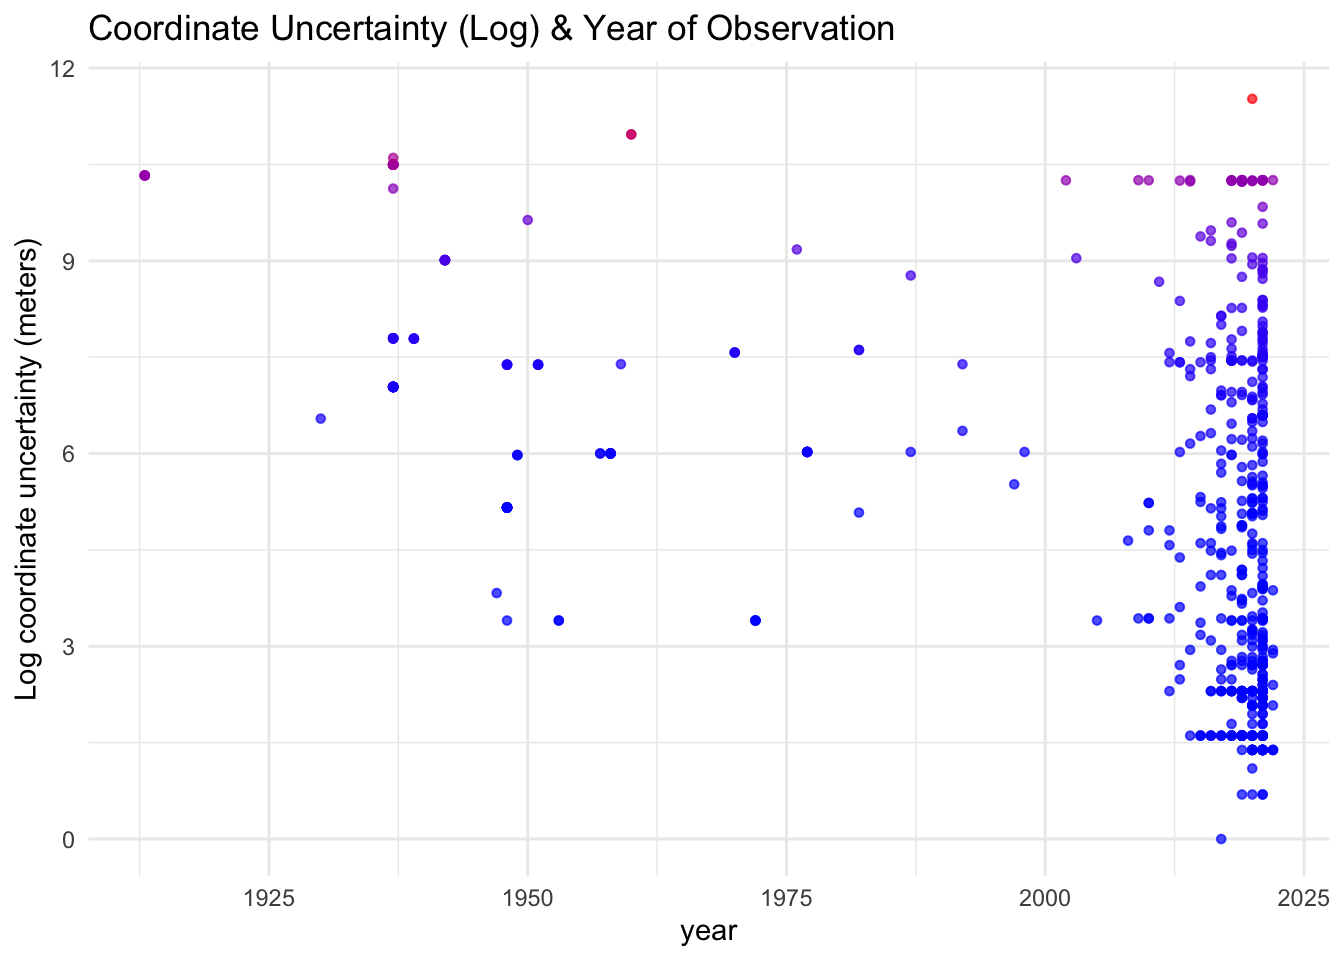 Coordinate Uncertainty (Log) & Year of Observation
12
9
6
3
0
Log coordinate uncertainty (meters)
1925 1950 1975 2000 2025
year